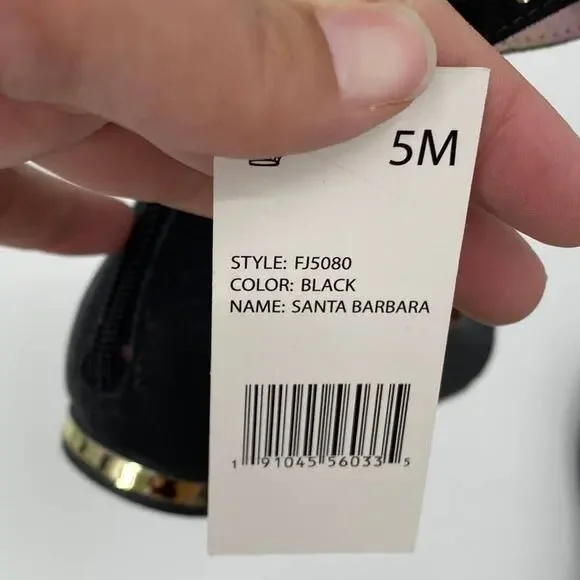 5M
STYLE: FJ5080
COLOR: BLACK
NAME: SANTA BARBARA
1 91045 56033 5